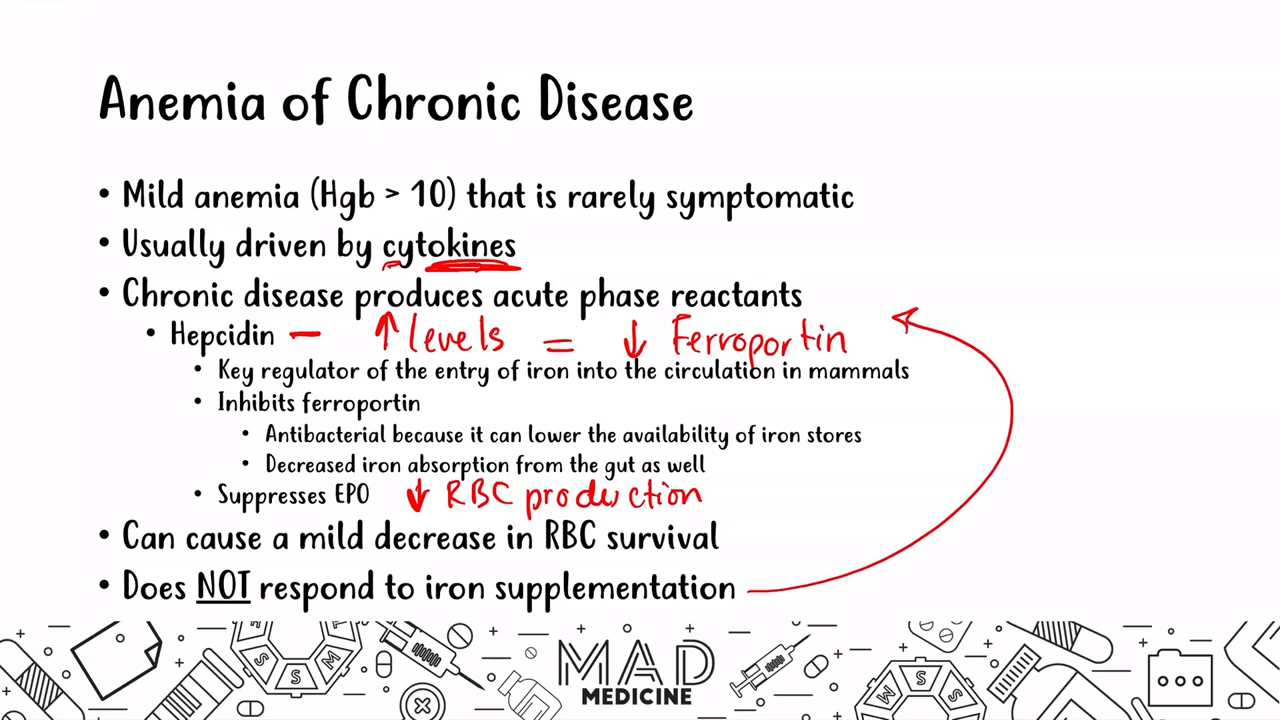 Anemia of Chronic Disease
• Mild anemia (Hgb > 10) that is rarely symptomatic
• Usually driven by cytokines
• Chronic disease produces acute phase reactants
• Hepcidin — ↑ levels = ↓ Ferroportin
• Key regulator of the entry of iron into the circulation in mammals
• Inhibits ferroportin
• Antibacterial because it can lower the availability of iron stores
• Decreased iron absorption from the gut as well
• Suppresses EPO ↓ RBC production
• Can cause a mild decrease in RBC survival
• Does NOT respond to iron supplementation
MAD
MEDICINE
S
S
M
M
S
S